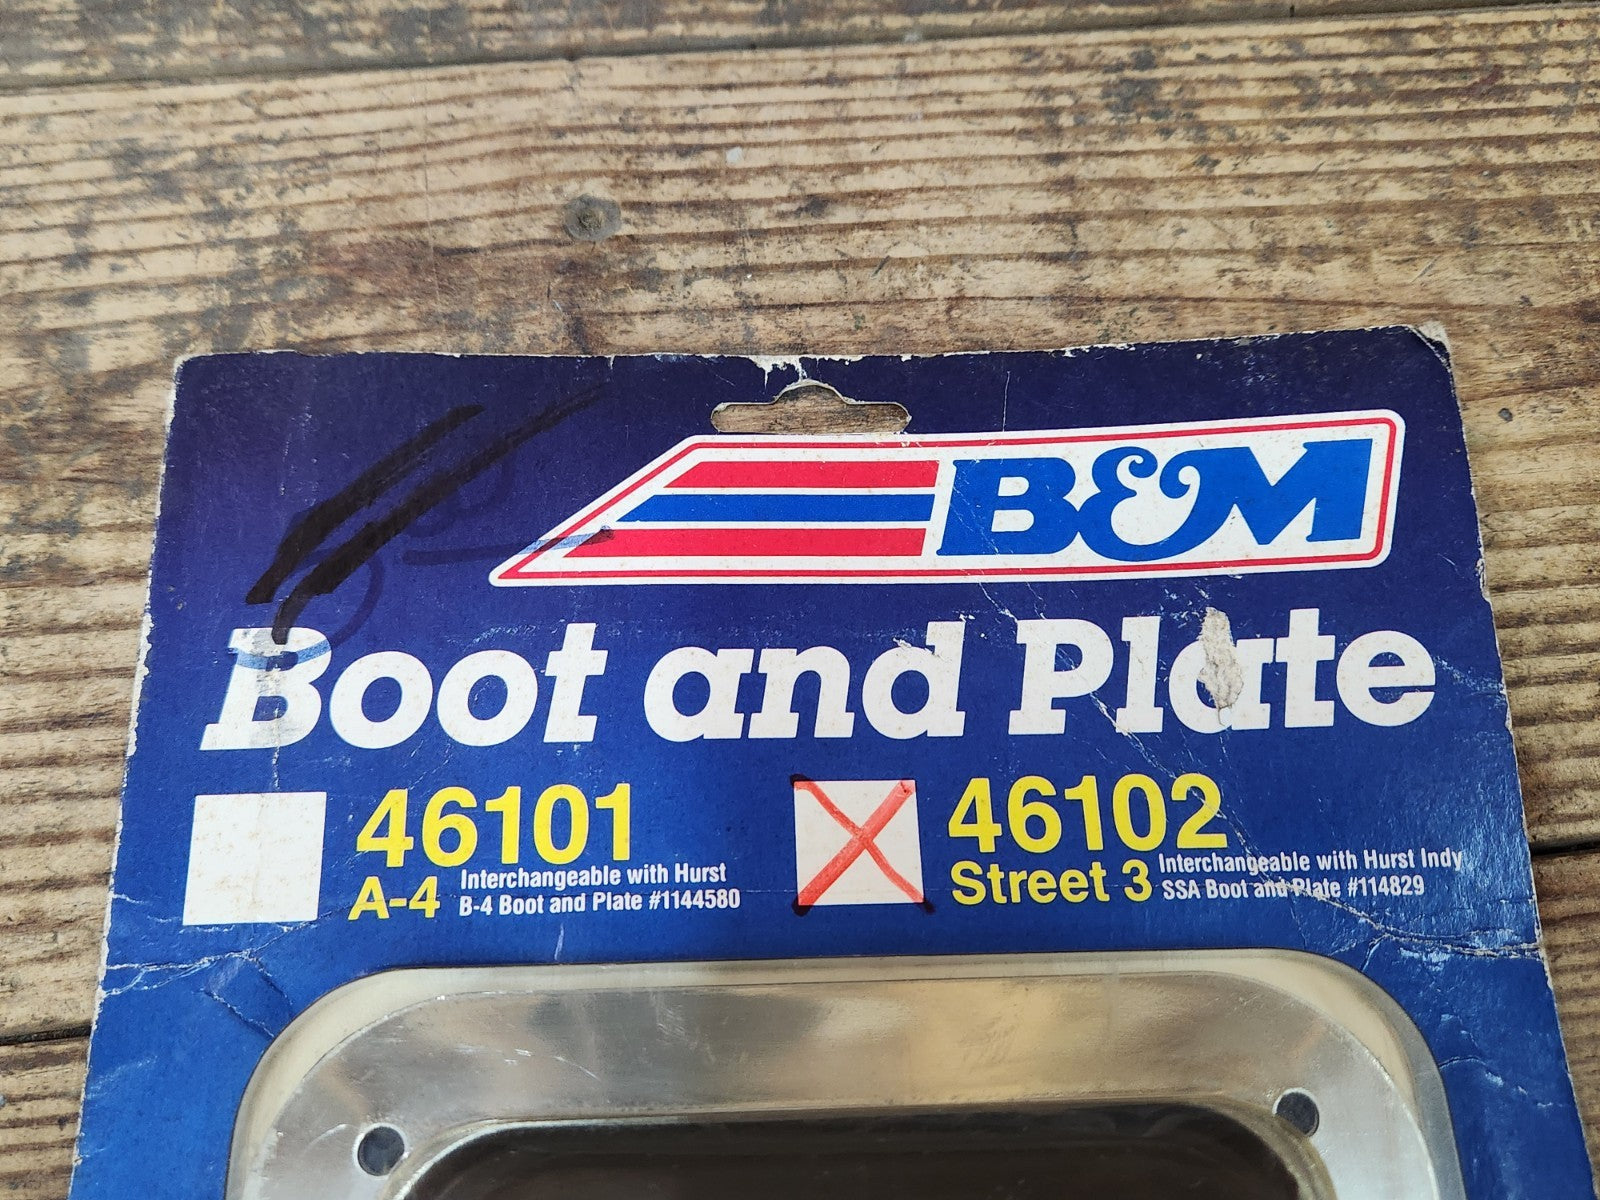 B&M
Boot and Plate
46101
A-4
Interchangeable with Hurst
B-4 Boot and Plate #1144580
46102
Street 3
Interchangeable with Hurst Indy
SSA Boot and Plate #114829